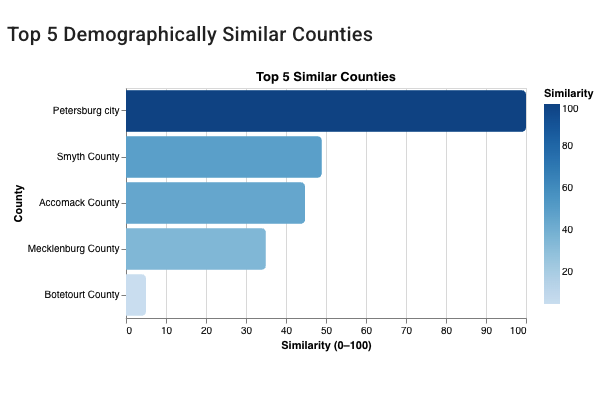 Top 5 Demographically Similar Counties
Top 5 Similar Counties
County
Petersburg city
Smyth County
Accomack County
Mecklenburg County
Botetourt County
0 10 20 30 40 50 60 70 80 90 100
Similarity (0–100)
Similarity
100
80
60
40
20